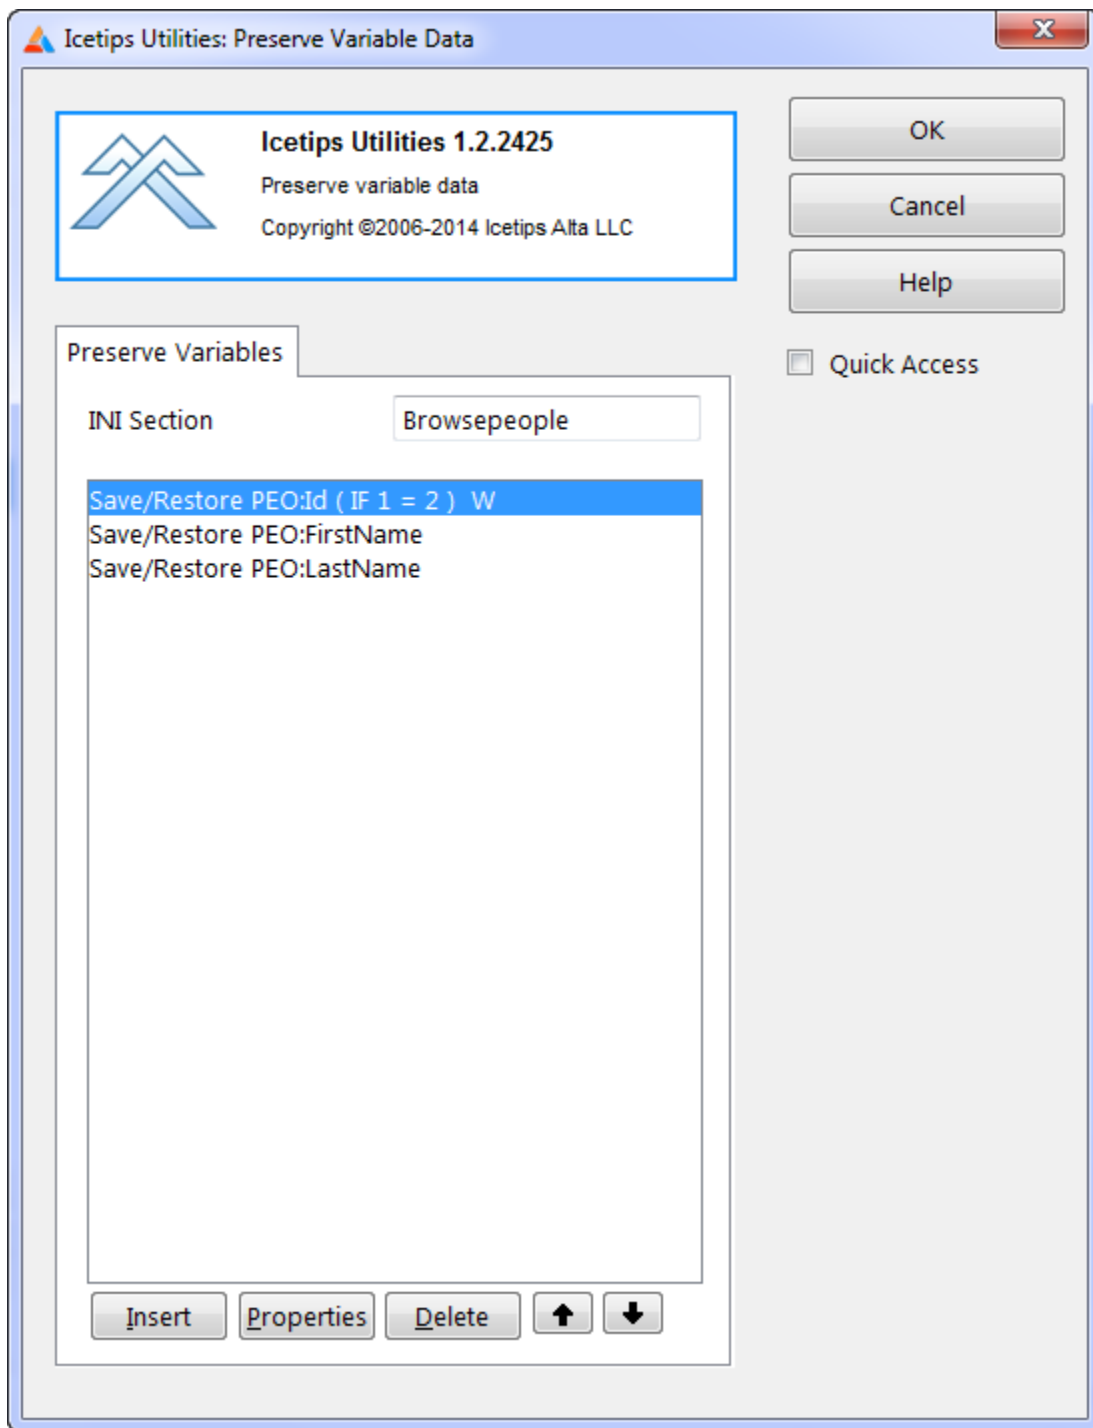 Icetips Utilities: Preserve Variable Data
Icetips Utilities 1.2.2425
Preserve variable data
Copyright ©2006-2014 Icetips Alta LLC
OK
Cancel
Help
Quick Access
Preserve Variables
INI Section
Browsepeople
Save/Restore PEO:Id ( IF 1 = 2 )  W
Save/Restore PEO:FirstName
Save/Restore PEO:LastName
Insert
Properties
Delete